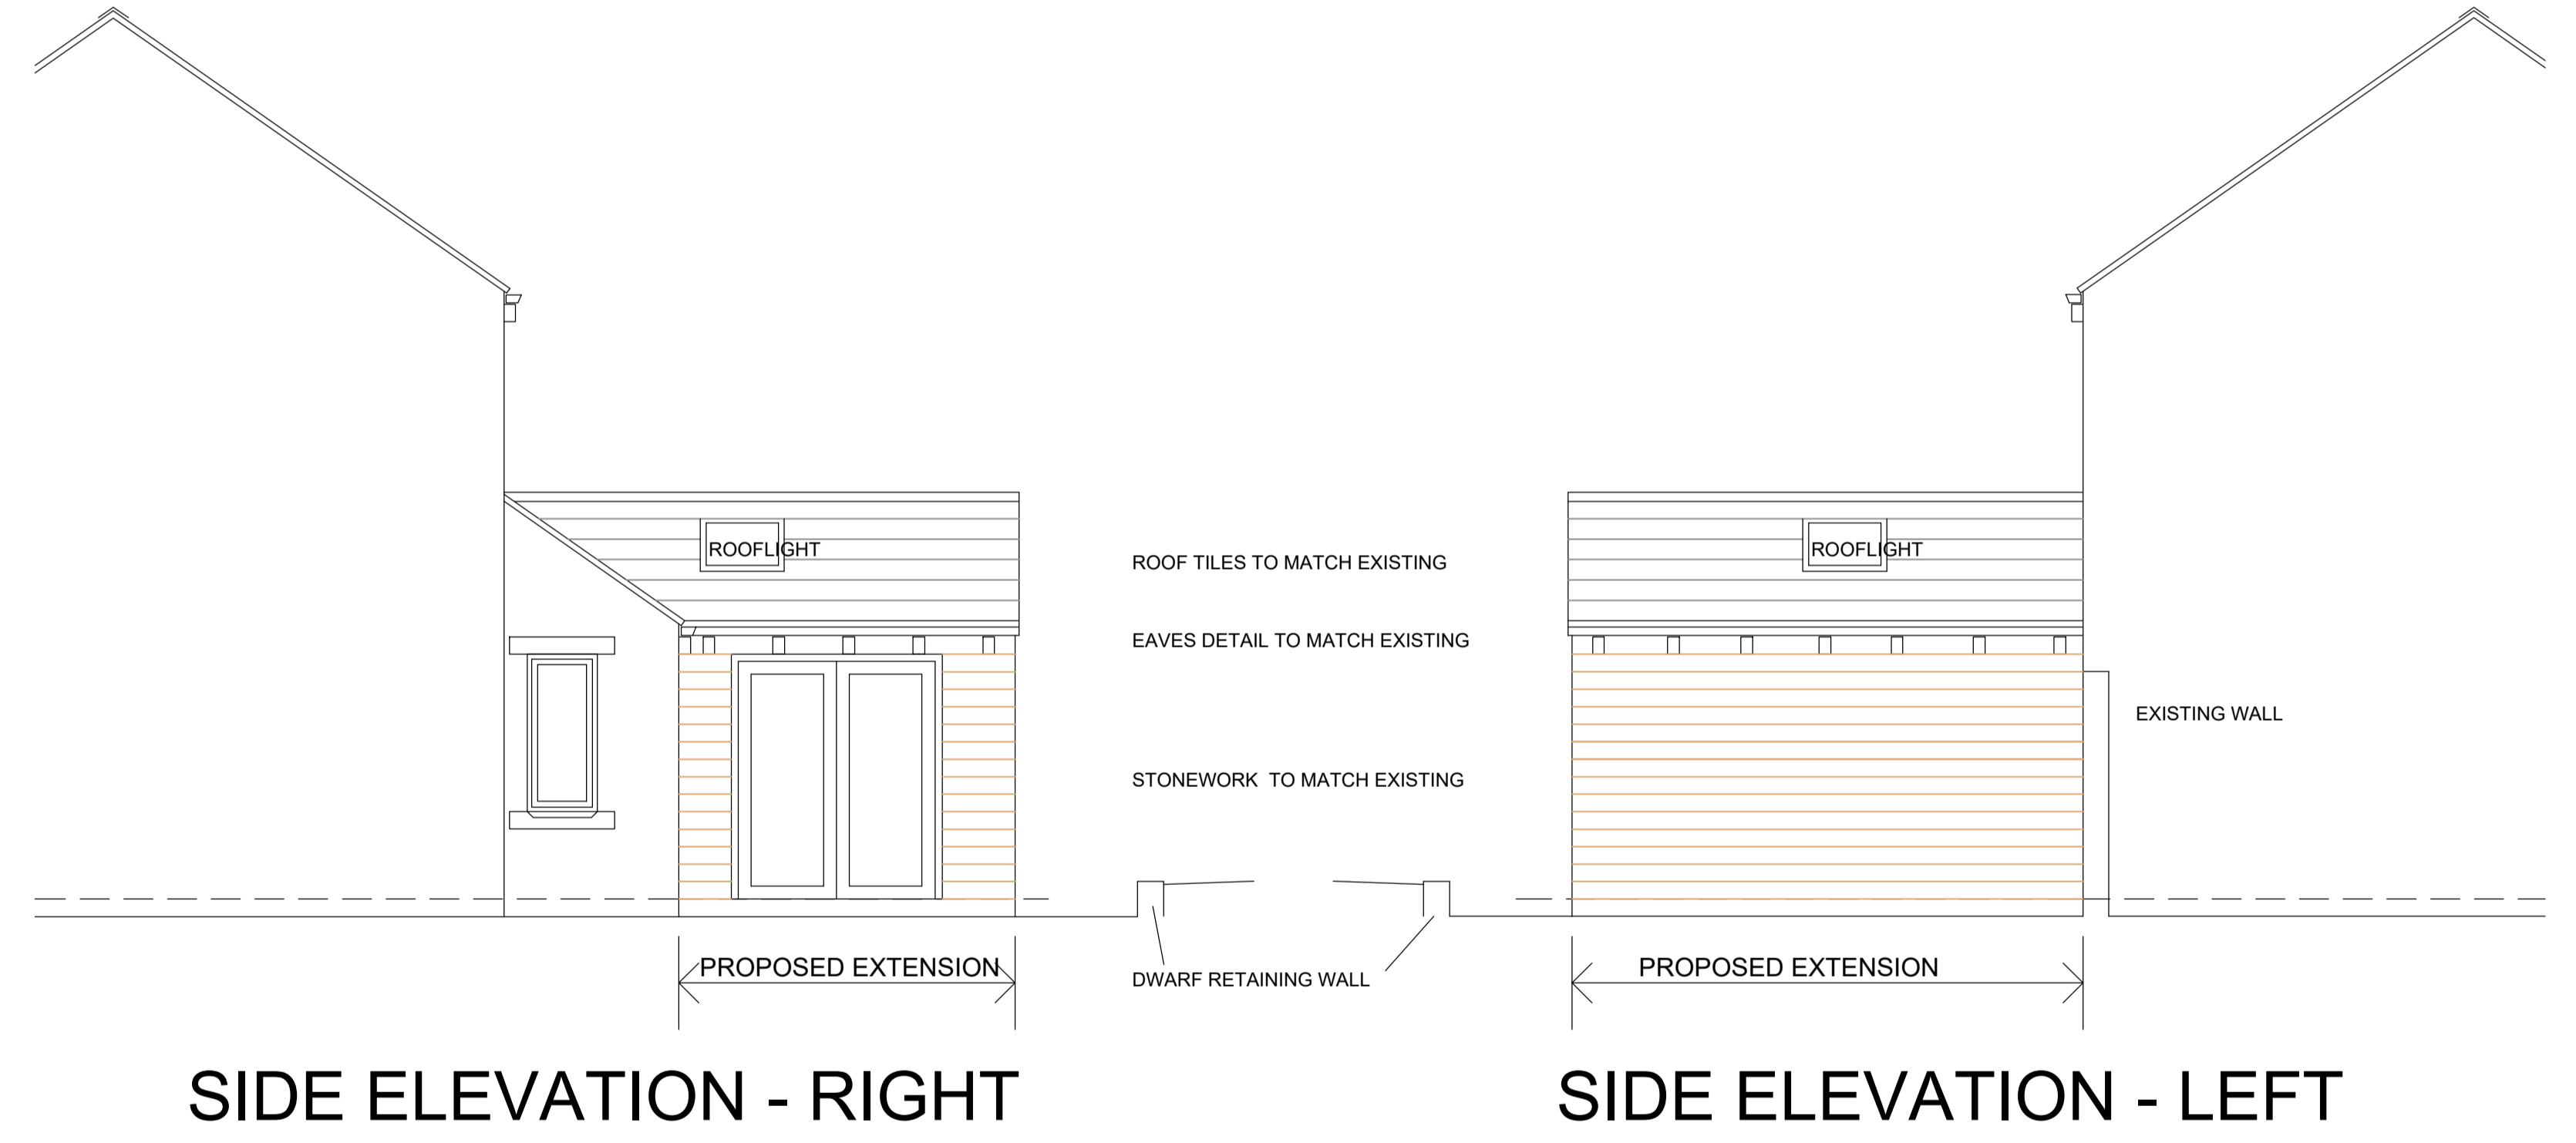 ROOFLIGHT
ROOF TILES TO MATCH EXISTING
ROOFLIGHT
EAVES DETAIL TO MATCH EXISTING
EXISTING WALL
STONEWORK  TO MATCH EXISTING
PROPOSED EXTENSION
DWARF RETAINING WALL
PROPOSED EXTENSION
SIDE ELEVATION - RIGHT
SIDE ELEVATION - LEFT